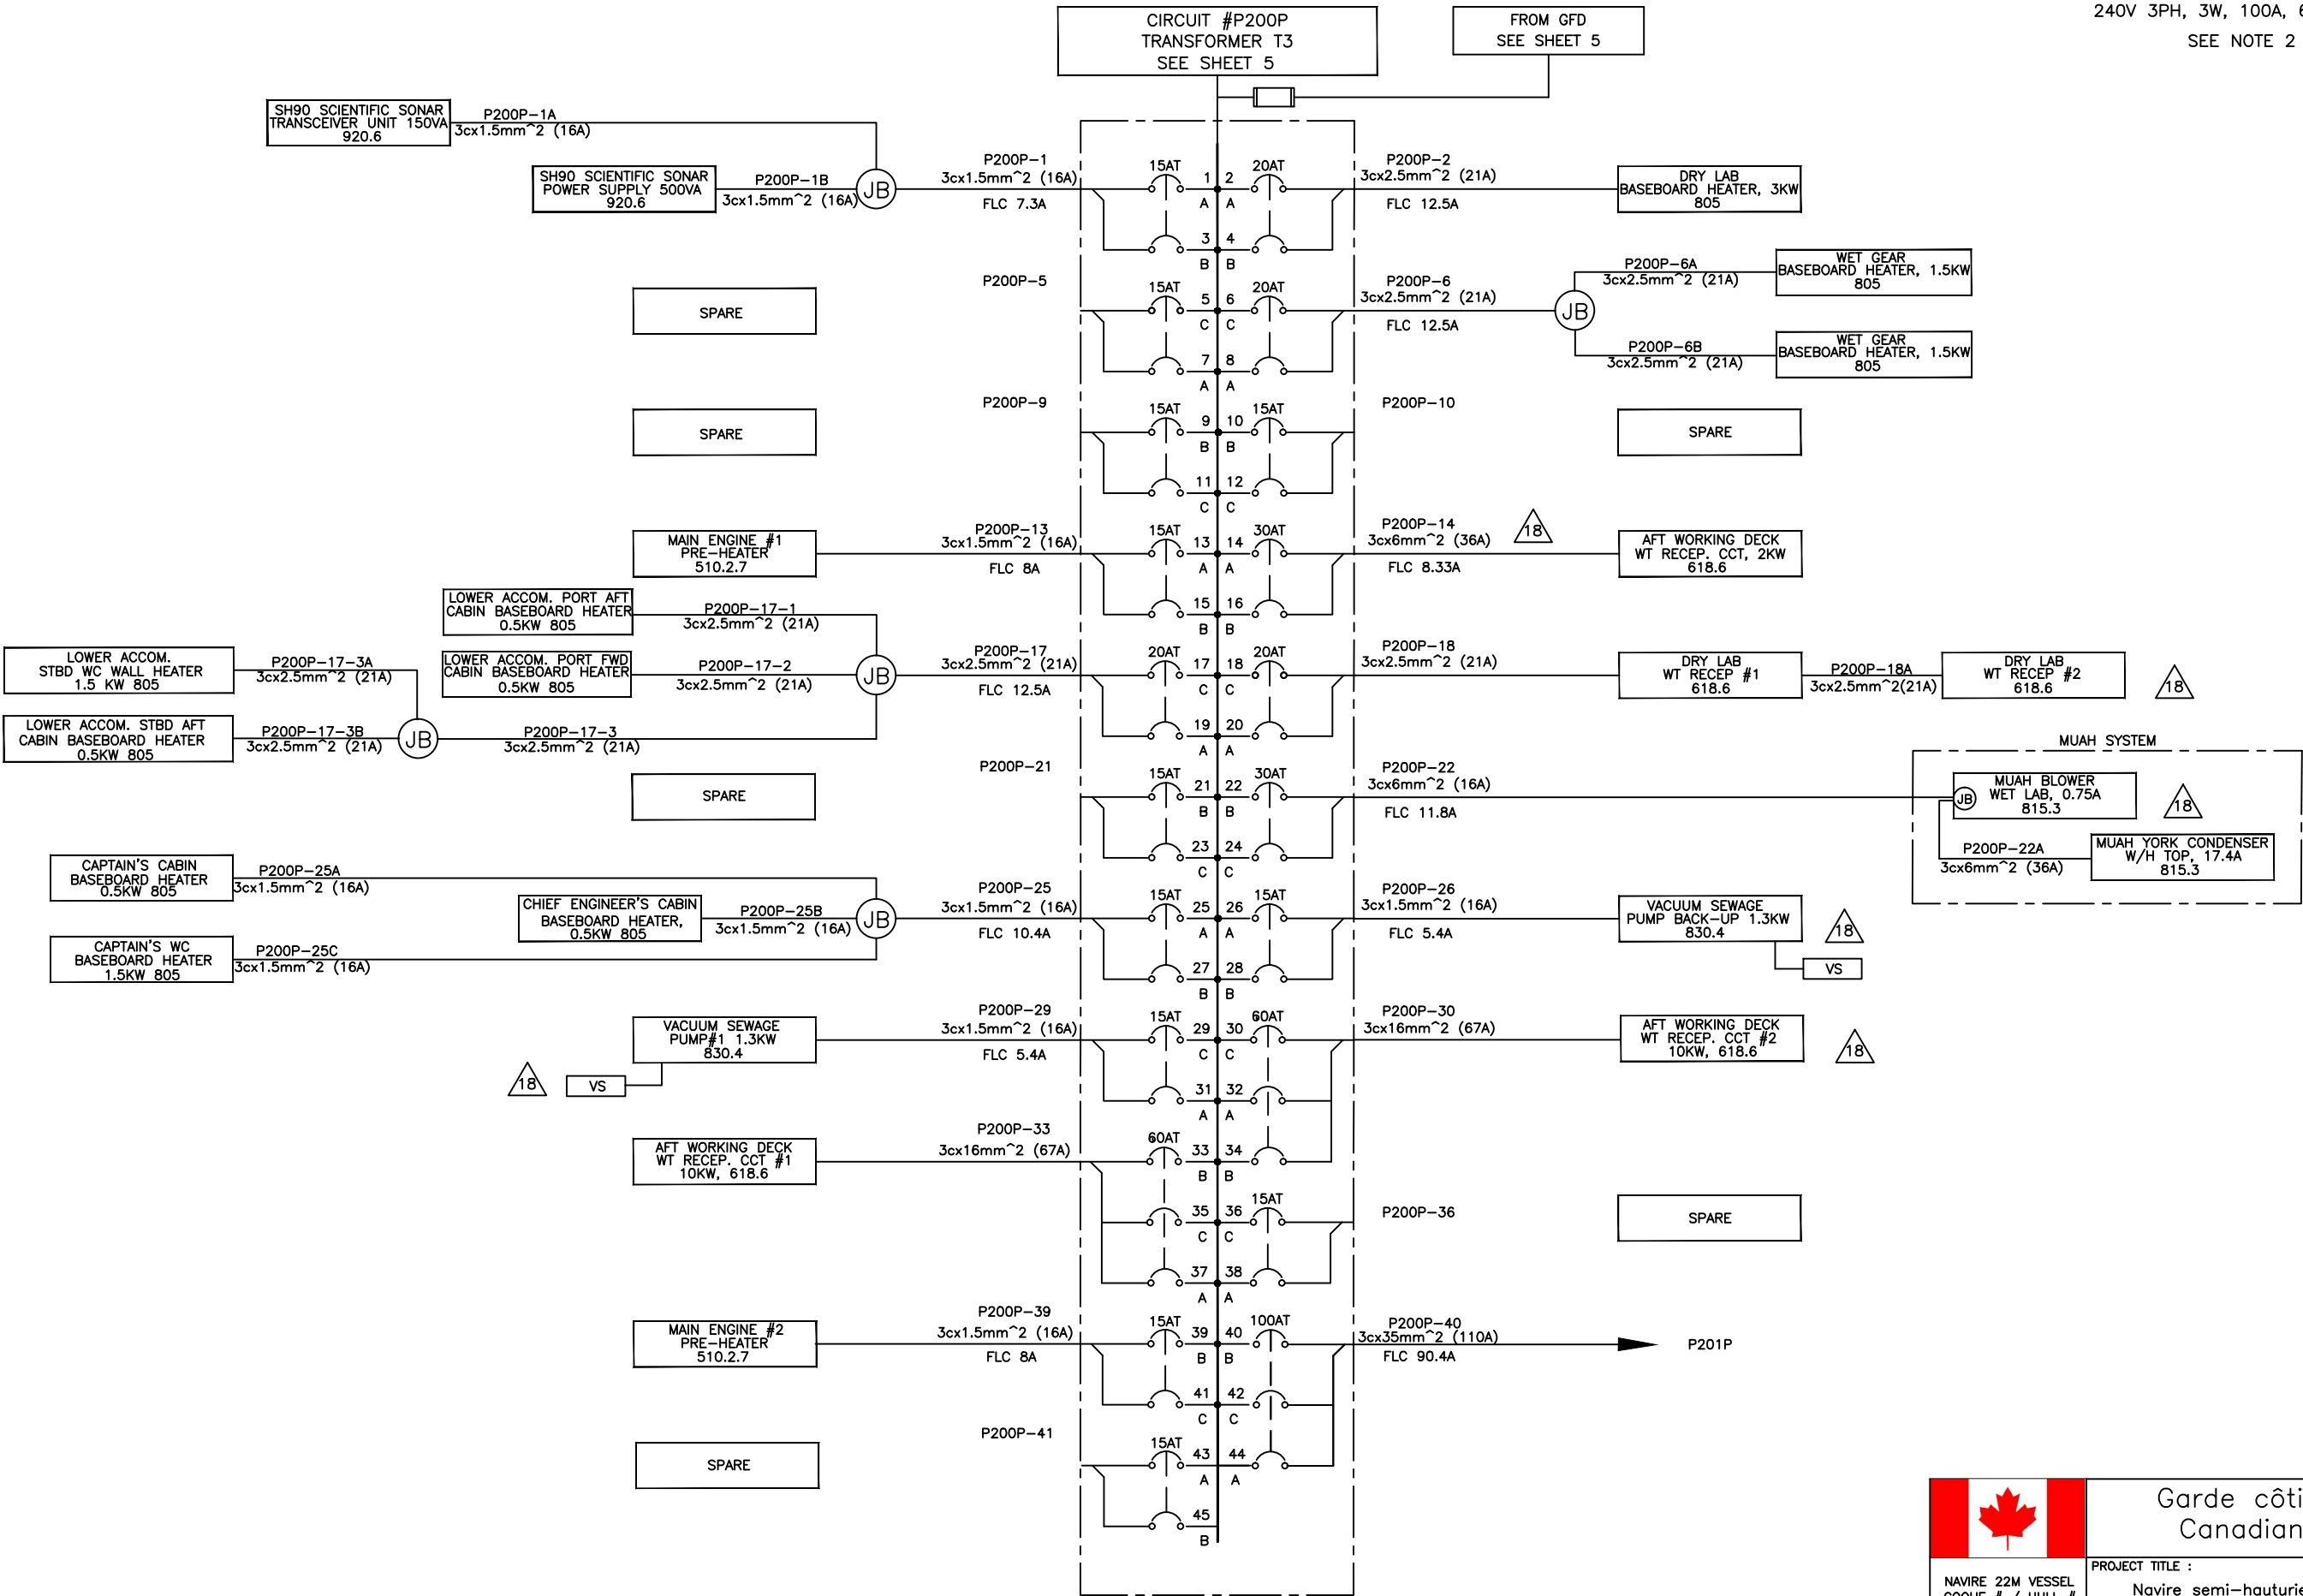 CIRCUIT #P200P
TRANSFORMER T3
SEE SHEET 5
FROM GFD
SEE SHEET 5
240V 3PH, 3W, 100A,
SEE NOTE 2
SH90 SCIENTIFIC SONAR
TRANSCEIVER UNIT 150VA
920.6
P200P-1A
3cx1.5mm^2 (16A)
SH90 SCIENTIFIC SONAR
POWER SUPPLY 500VA
920.6
P200P-1B
3cx1.5mm^2 (16A)
JB
P200P-1
3cx1.5mm^2 (16A)
FLC 7.3A
15AT
1
A
3
B
2
A
4
B
20AT
P200P-2
3cx2.5mm^2 (21A)
FLC 12.5A
DRY LAB
BASEBOARD HEATER, 3KW
805
SPARE
P200P-5
15AT
5
C
7
A
6
C
8
A
20AT
P200P-6
3cx2.5mm^2 (21A)
FLC 12.5A
JB
P200P-6A
3cx2.5mm^2 (21A)
WET GEAR
BASEBOARD HEATER, 1.5KW
805
P200P-6B
3cx2.5mm^2 (21A)
WET GEAR
BASEBOARD HEATER, 1.5KW
805
SPARE
P200P-9
15AT
9
B
11
C
10
B
12
C
15AT
P200P-10
SPARE
MAIN ENGINE #1
PRE-HEATER
510.2.7
P200P-13
3cx1.5mm^2 (16A)
FLC 8A
15AT
13
A
15
B
14
A
16
B
30AT
P200P-14
3cx6mm^2 (36A)
FLC 8.33A
18
AFT WORKING DECK
WT RECEP. CCT, 2KW
618.6
LOWER ACCOM. PORT AFT
CABIN BASEBOARD HEATER
0.5KW 805
P200P-17-1
3cx2.5mm^2 (21A)
LOWER ACCOM. PORT FWD
CABIN BASEBOARD HEATER
0.5KW 805
P200P-17-2
3cx2.5mm^2 (21A)
LOWER ACCOM.
STBD WC WALL HEATER
1.5 KW 805
P200P-17-3A
3cx2.5mm^2 (21A)
LOWER ACCOM. STBD AFT
CABIN BASEBOARD HEATER
0.5KW 805
P200P-17-3B
3cx2.5mm^2 (21A)
JB
P200P-17-3
3cx2.5mm^2 (21A)
JB
P200P-17
3cx2.5mm^2 (21A)
FLC 12.5A
20AT
17
C
19
A
18
C
20
A
20AT
P200P-18
3cx2.5mm^2 (21A)
DRY LAB
WT RECEP #1
618.6
P200P-18A
3cx2.5mm^2(21A)
DRY LAB
WT RECEP #2
618.6
18
SPARE
P200P-21
15AT
21
B
23
C
22
B
24
C
30AT
P200P-22
3cx6mm^2 (16A)
FLC 11.8A
MUAH SYSTEM
JB
MUAH BLOWER
WET LAB, 0.75A
815.3
18
P200P-22A
3cx6mm^2 (36A)
MUAH YORK CONDENSER
W/H TOP, 17.4A
815.3
CAPTAIN'S CABIN
BASEBOARD HEATER
0.5KW 805
P200P-25A
3cx1.5mm^2 (16A)
CHIEF ENGINEER'S CABIN
BASEBOARD HEATER,
0.5KW 805
P200P-25B
3cx1.5mm^2 (16A)
CAPTAIN'S WC
BASEBOARD HEATER
1.5KW 805
P200P-25C
3cx1.5mm^2 (16A)
JB
P200P-25
3cx1.5mm^2 (16A)
FLC 10.4A
15AT
25
A
27
B
26
A
28
B
15AT
P200P-26
3cx1.5mm^2 (16A)
FLC 5.4A
VACUUM SEWAGE
PUMP BACK-UP 1.3KW
830.4
18
VS
VACUUM SEWAGE
PUMP#1 1.3KW
830.4
18
VS
P200P-29
3cx1.5mm^2 (16A)
FLC 5.4A
15AT
29
C
31
A
30
C
32
A
34
B
60AT
P200P-30
3cx16mm^2 (67A)
AFT WORKING DECK
WT RECEP. CCT #2
10KW, 618.6
18
AFT WORKING DECK
WT RECEP. CCT #1
10KW, 618.6
P200P-33
3cx16mm^2 (67A)
60AT
33
B
35
C
37
A
36
C
38
A
15AT
P200P-36
SPARE
MAIN ENGINE #2
PRE-HEATER
510.2.7
P200P-39
3cx1.5mm^2 (16A)
FLC 8A
15AT
39
B
41
C
40
B
42
C
44
A
100AT
P200P-40
3cx35mm^2 (110A)
FLC 90.4A
P201P
SPARE
P200P-41
15AT
43
A
45
B
Garde côti
Canadian
PROJECT TITLE :
Navire semi-hauturie
NAVIRE 22M VESSEL